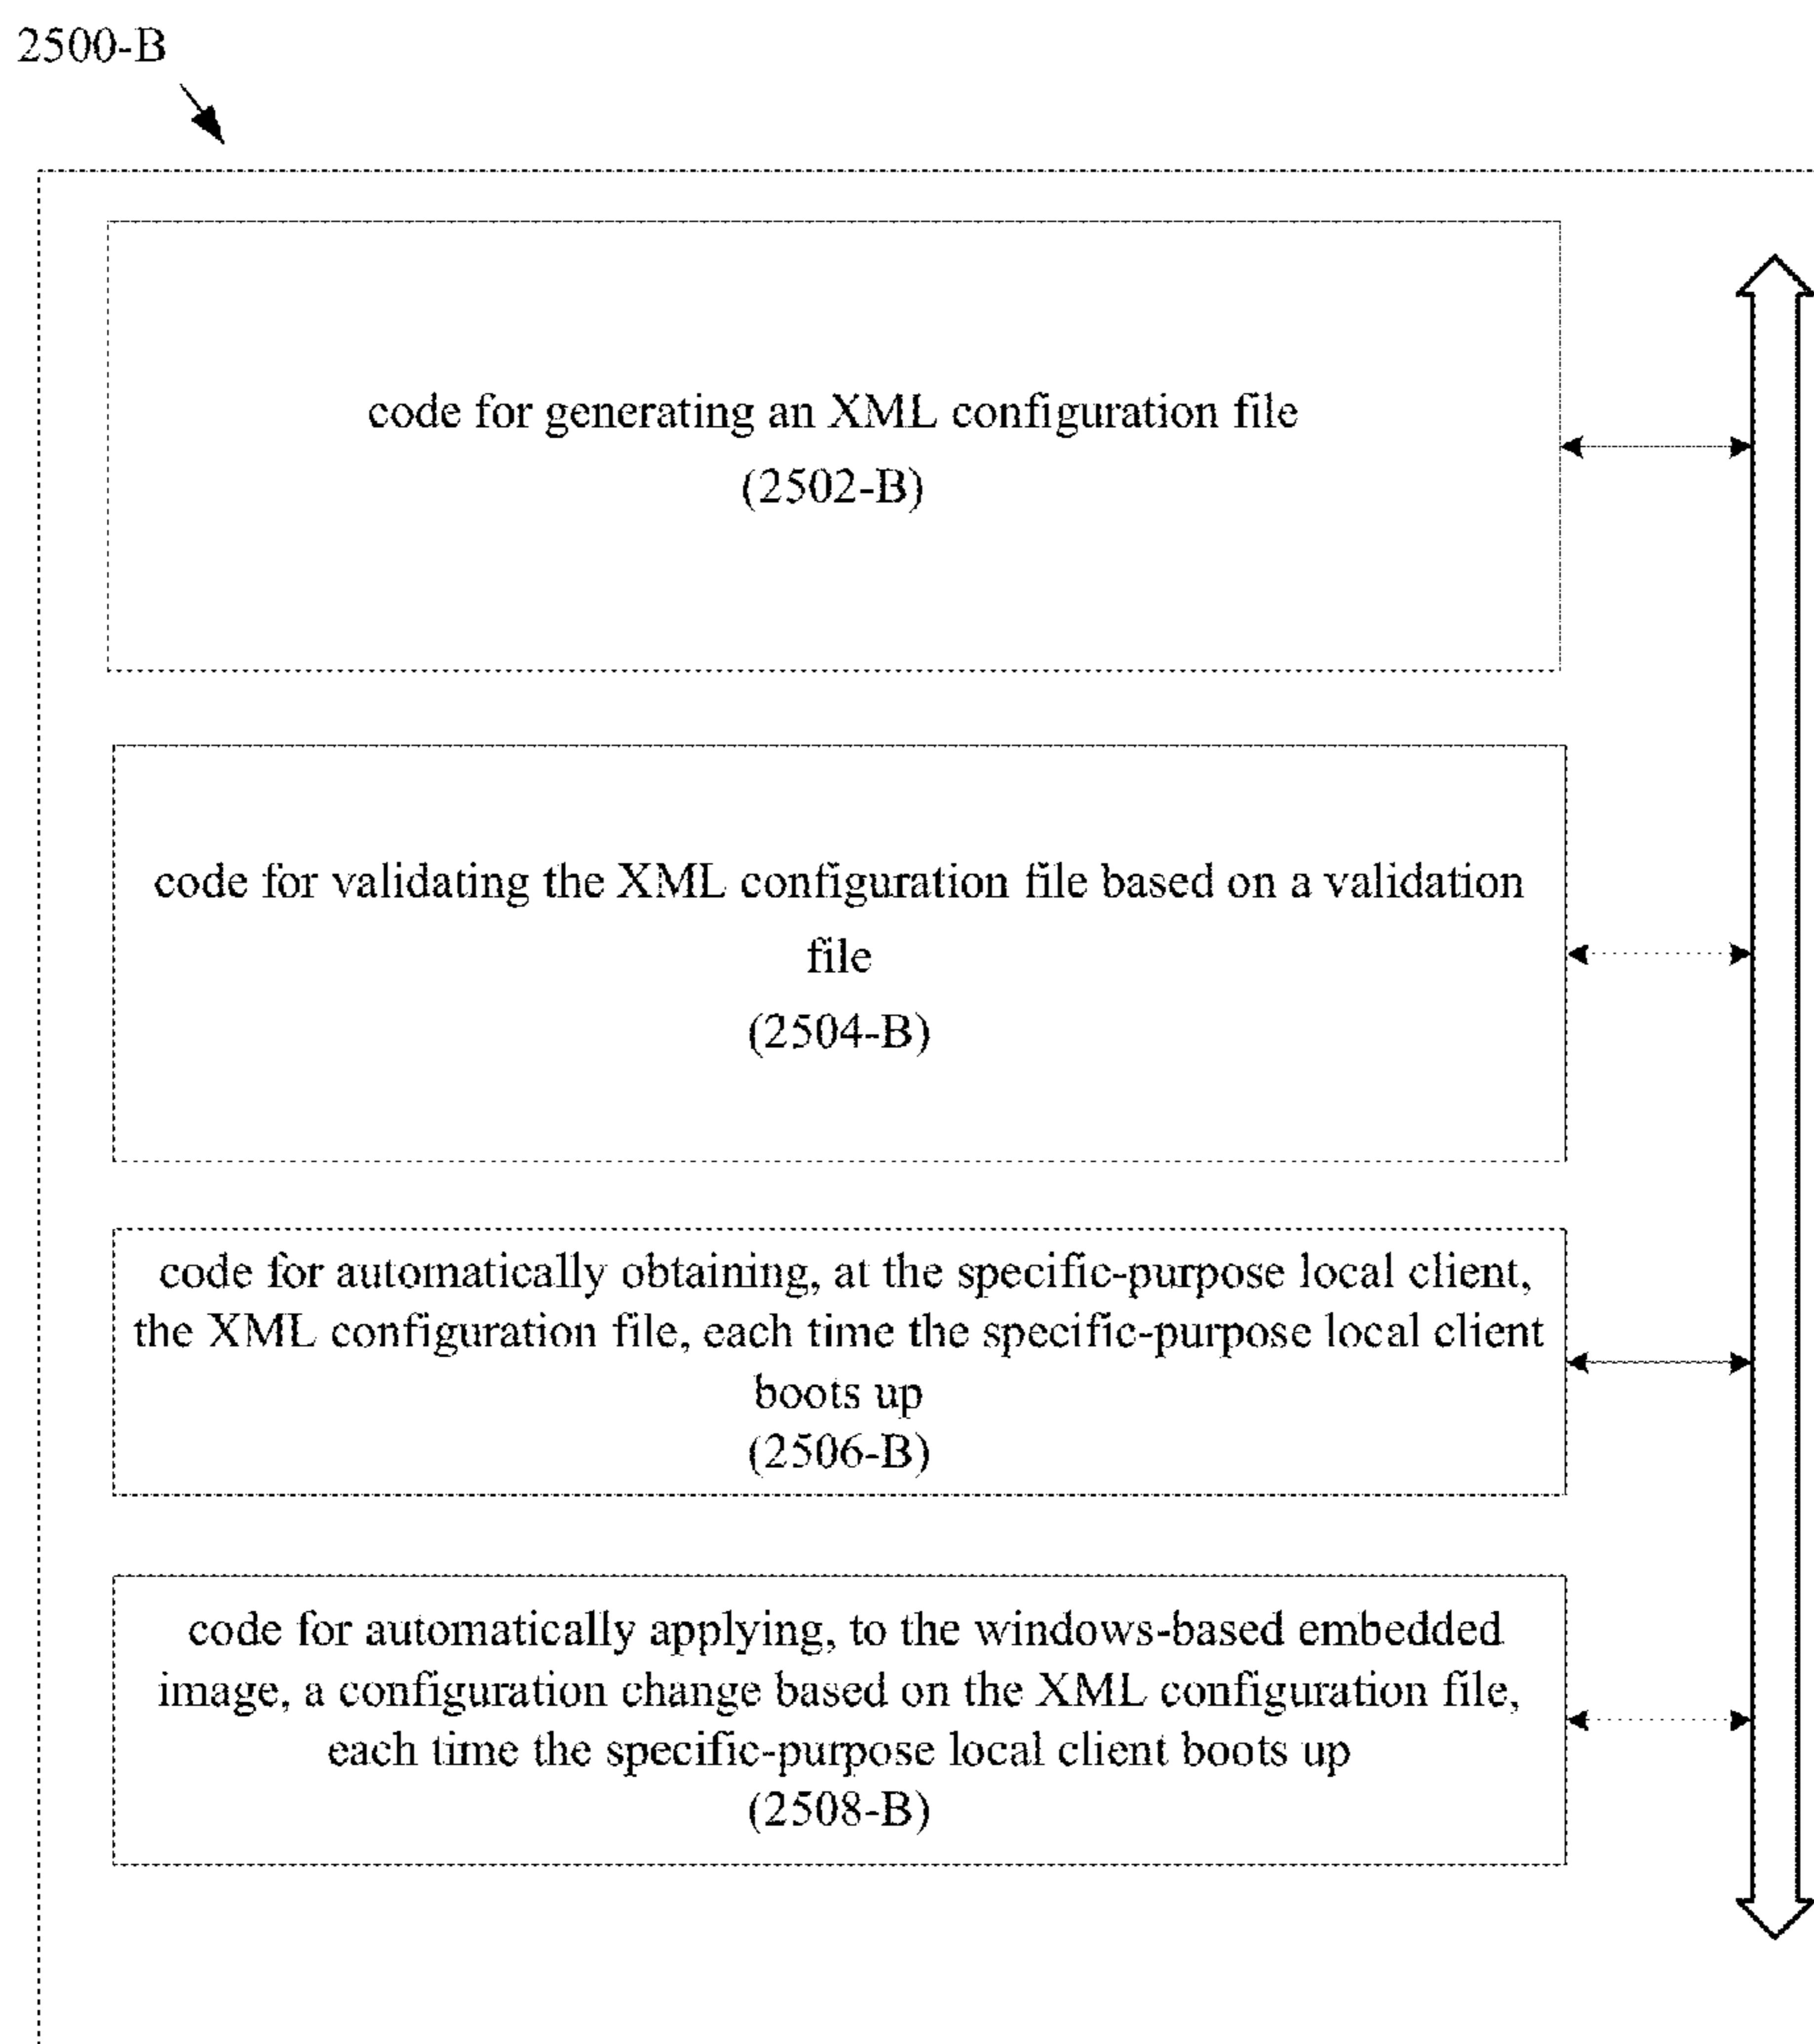 2500-B
code for generating an XML configuration file
(2502-B)
code for validating the XML configuration file based on a validation
file
(2504-B)
code for automatically obtaining, at the specific-purpose local client,
the XML configuration file, each time the specific-purpose local client
boots up
(2506-B)
code for automatically applying, to the windows-based embedded
image, a configuration change based on the XML configuration file,
each time the specific-purpose local client boots up
(2508-B)